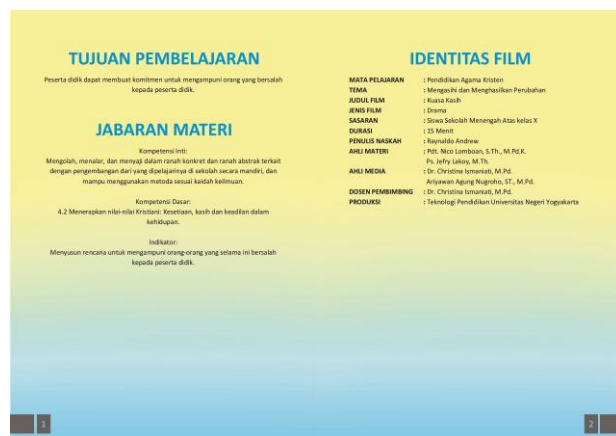 TUJUAN PEMBELAJARAN
Peserta didik dapat membuat komitmen untuk mengampuni orang yang bersalah
kepada peserta didik.
JABARAN MATERI
Kompetensi Inti:
Mengolah, menalar, dan menyaji dalam ranah konkret dan ranah abstrak terkait
dengan pengembangan dari yang dipelajarinya di sekolah secara mandiri, dan
mampu menggunakan metoda sesuai kaidah keilmuan.
Kompetensi Dasar:
4.2 Menerapkan nilai-nilai Kristiani: Kesetiaan, kasih dan keadilan dalam
kehidupan.
Indikator:
Menyusun rencana untuk mengampuni orang-orang yang selama ini bersalah
kepada peserta didik.
1
IDENTITAS FILM
MATA PELAJARAN : Pendidikan Agama Kristen
TEMA : Mengasihi dan Menghasilkan Perubahan
JUDUL FILM : Kuasa Kasih
JENIS FILM : Drama
SASARAN : Siswa Sekolah Menengah Atas kelas X
DURASI : 15 Menit
PENULIS NASKAH : Raynaldo Andrew
AHLI MATERI : Pdt. Nico Lomboan, S.Th., M.Pd.K.
Ps. Jefry Lakoy, M.Th.
AHLI MEDIA : Dr. Christina Ismaniati, M.Pd.
Ariyawan Agung Nugroho, ST., M.Pd.
DOSEN PEMBIMBING : Dr. Christina Ismaniati, M.Pd.
PRODUKSI : Teknologi Pendidikan Universitas Negeri Yogyakarta
2